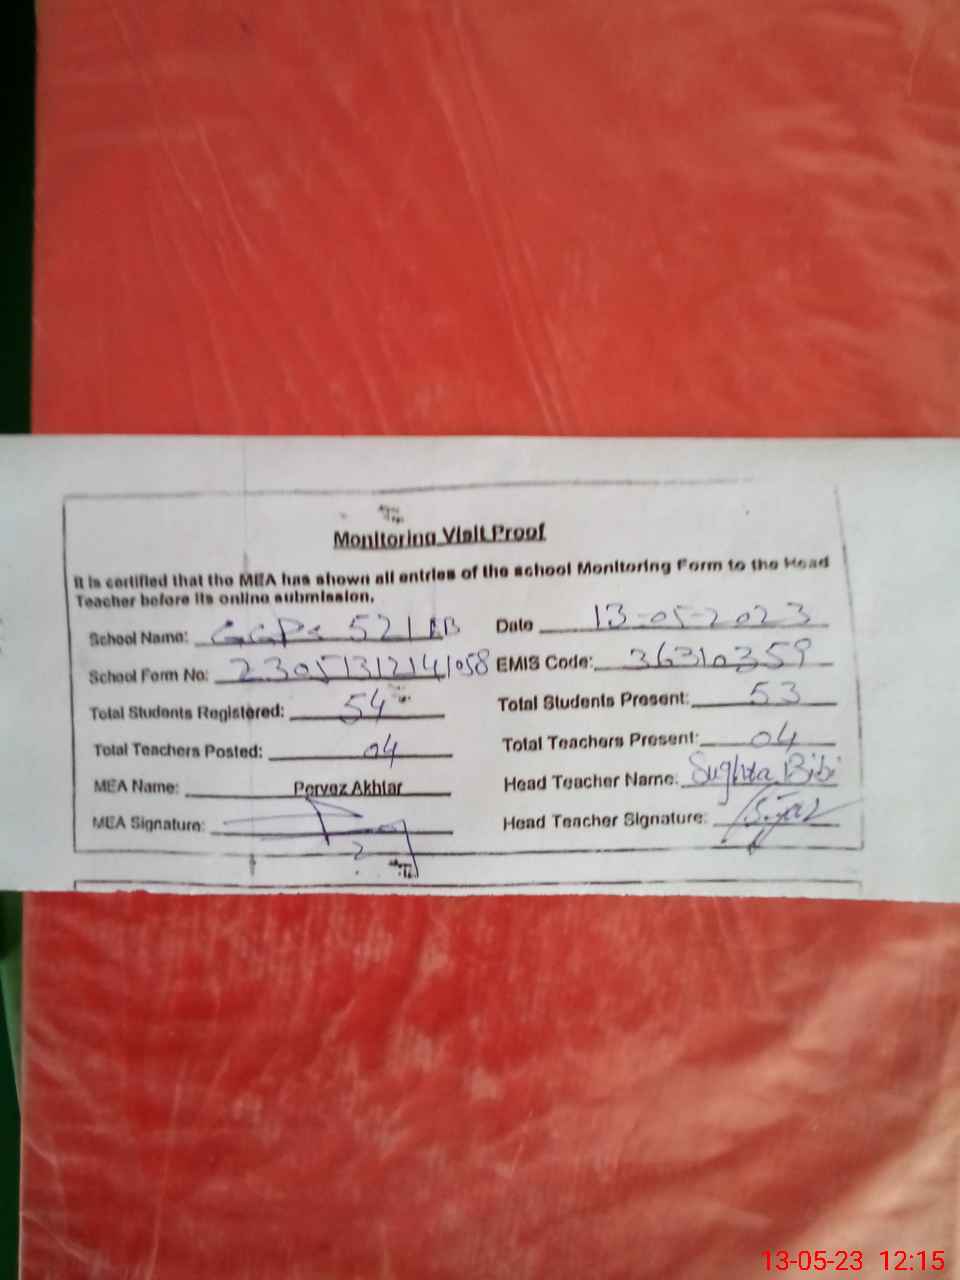 Monitoring Visit Proof
It is certified that the MEA has shown all entries of the school Monitoring Form to the Head
Teacher before its online submission.
School Name: GGPS 521 EB Date 13-05-2023
School Form No: 23051312141058 EMIS Code: 36310359
Total Students Registered: 54 Total Students Present: 53
Total Teachers Posted: 04 Total Teachers Present: 04
MEA Name: Pervez Akhtar Head Teacher Name: Sughra Bibi
MEA Signature: Head Teacher Signature:
13-05-23 12:15